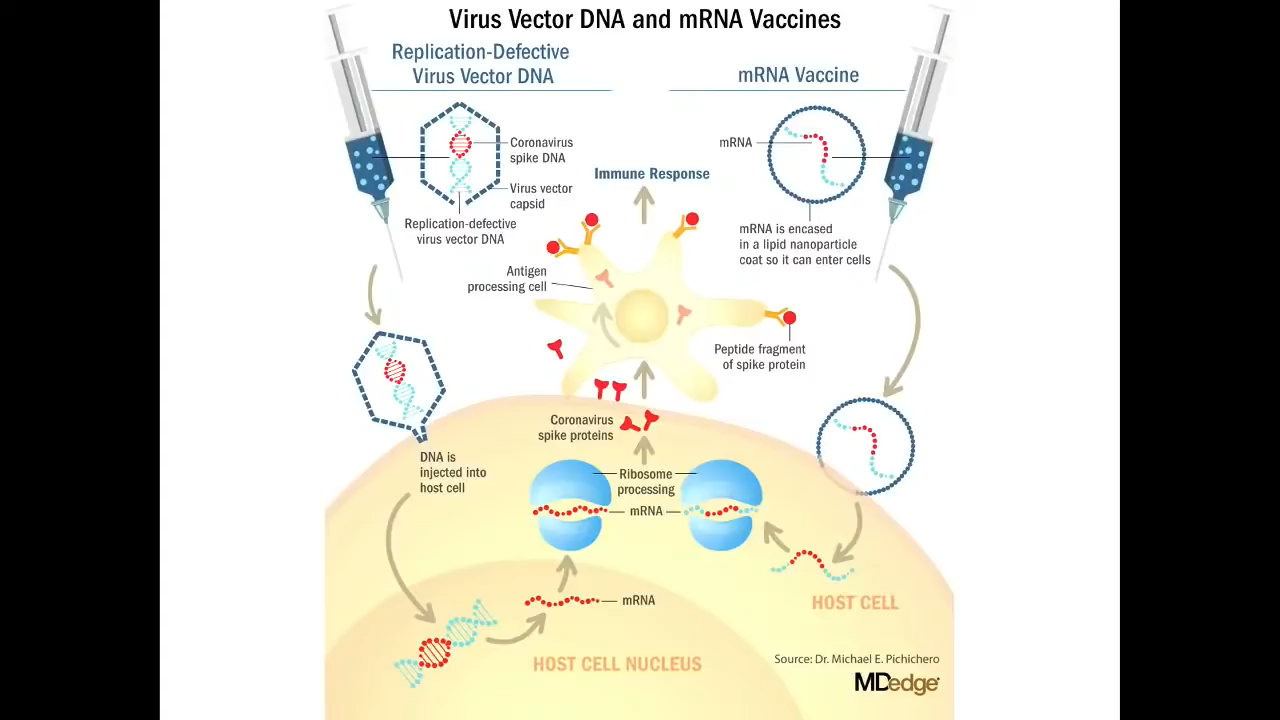 Virus Vector DNA and mRNA Vaccines
Replication-Defective
Virus Vector DNA
mRNA Vaccine
Coronavirus
spike DNA
Virus vector
capsid
Replication-defective
virus vector DNA
mRNA
mRNA is encased
in a lipid nanoparticle
coat so it can enter cells
Immune Response
Antigen
processing cell
Peptide fragment
of spike protein
Coronavirus
spike proteins
DNA is
injected into
host cell
Ribosome
processing
mRNA
mRNA
HOST CELL
HOST CELL NUCLEUS
Source: Dr. Michael E. Pichichero
MDedge